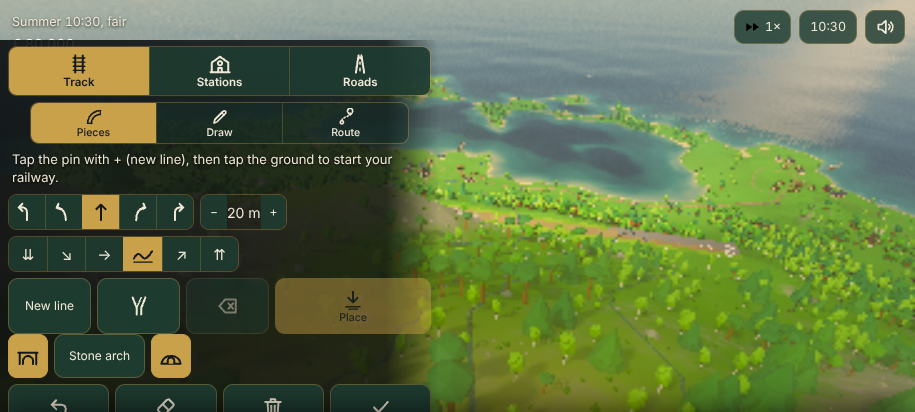 Summer 10:30, fair
1×
10:30
Track
Stations
Roads
Pieces
Draw
Route
Tap the pin with + (new line), then tap the ground to start your
railway.
− 20 m +
New line
Place
Stone arch